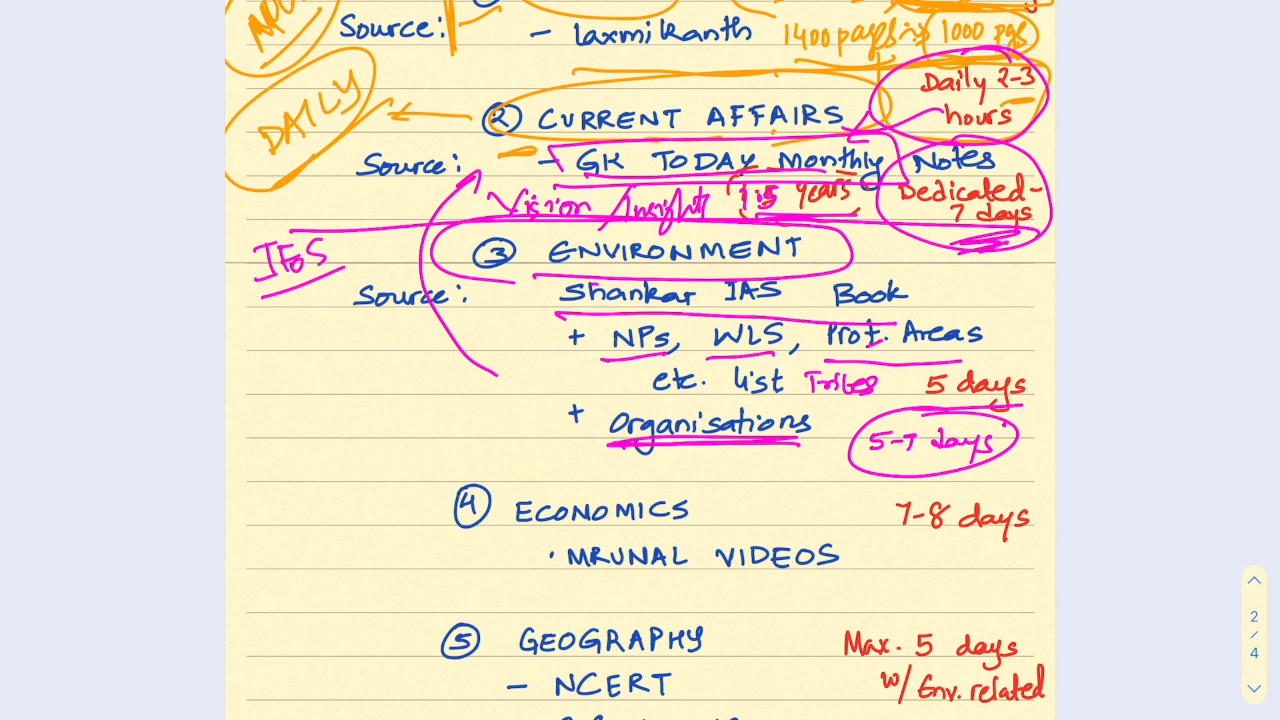 Source: - Laxmikanth 1400 pages 1000 pgs
DAILY
② CURRENT AFFAIRS Daily 2-3 hours
Source: - GK TODAY Monthly Notes
Vision / Insights 1.5 years Dedicated- 7 days
③ ENVIRONMENT
IFoS
Source: Shankar IAS Book
+ NPs, WLS, Prot. Areas
etc. list Tribes 5 days
+ Organisations
5-7 days
④ ECONOMICS 7-8 days
· MRUNAL VIDEOS
⑤ GEOGRAPHY Max. 5 days
- NCERT w/ Env. related
2
/
4